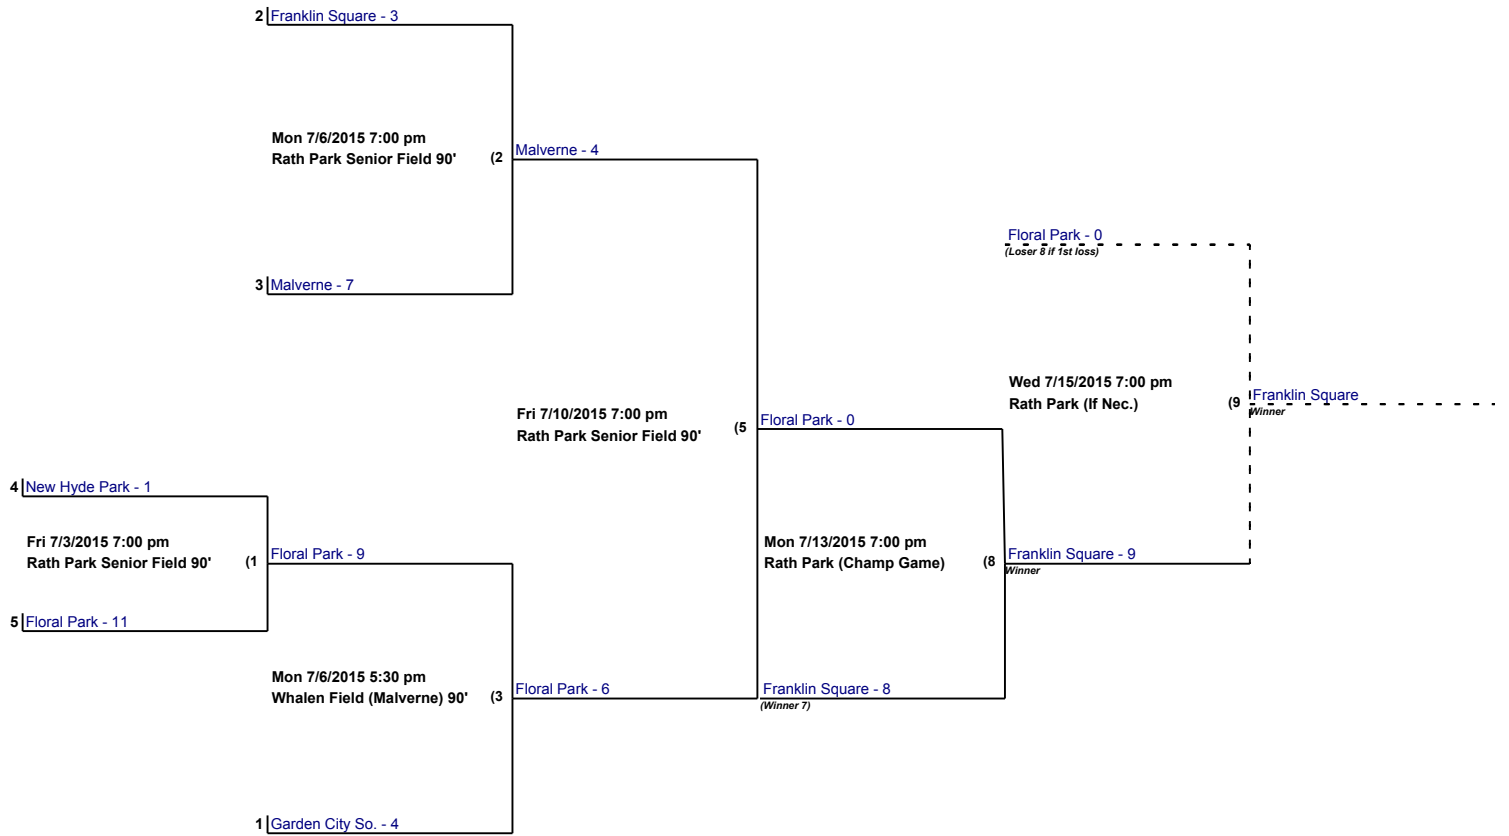 2 Franklin Square - 3
Mon 7/6/2015 7:00 pm
Rath Park Senior Field 90' (2
Malverne - 4
3 Malverne - 7
Floral Park - 0
(Loser 8 if 1st loss)
Wed 7/15/2015 7:00 pm
Rath Park (If Nec.) (9
Franklin Square
Winner
Fri 7/10/2015 7:00 pm
Rath Park Senior Field 90' (5
Floral Park - 0
4 New Hyde Park - 1
Fri 7/3/2015 7:00 pm
Rath Park Senior Field 90' (1
Floral Park - 9
Mon 7/13/2015 7:00 pm
Rath Park (Champ Game) (8
Franklin Square - 9
Winner
5 Floral Park - 11
Mon 7/6/2015 5:30 pm
Whalen Field (Malverne) 90' (3
Floral Park - 6
Franklin Square - 8
(Winner 7)
1 Garden City So. - 4